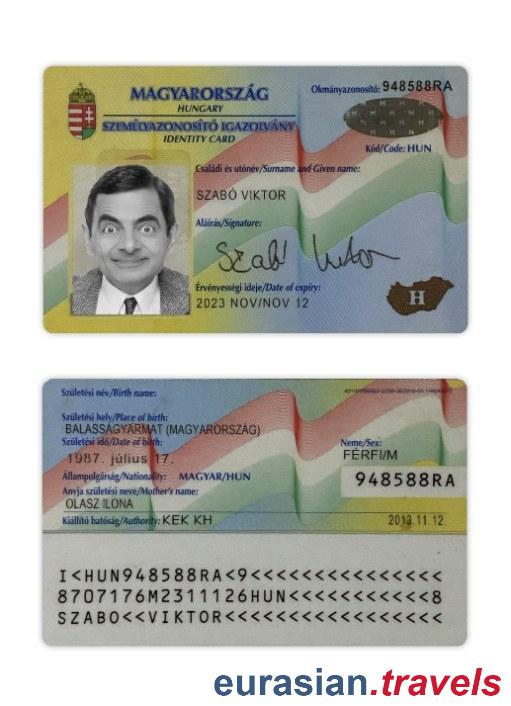 MAGYARORSZÁG
HUNGARY
SZEMÉLYAZONOSÍTÓ IGAZOLVÁNY
IDENTITY CARD
Okmányazonosító: 948588RA
H H H
Kód/Code: HUN
Családi és utónév/Surname and Given name:
SZABÓ VIKTOR
Aláírás/Signature:
Szabó Viktor
Érvényességi ideje/Date of expiry:
2023 NOV/NOV 12
H
Születési név/Birth name:
Születési hely/Place of birth:
BALASSAGYARMAT (MAGYARORSZÁG)
Születési idő/Date of birth:
1987. július 17.
Neme/Sex:
FÉRFI/M
Állampolgárság/Nationality: MAGYAR/HUN
948588RA
Anyja születési neve/Mother's name:
OLASZ ILONA
Kiállító hatóság/Authority: KEK KH
2013.11.12.
I<HUN948588RA<9<<<<<<<<<<<<<<<
8707176M2311126HUN<<<<<<<<<<<8
SZABO<<VIKTOR<<<<<<<<<<<<<<<<<
eurasian.travels